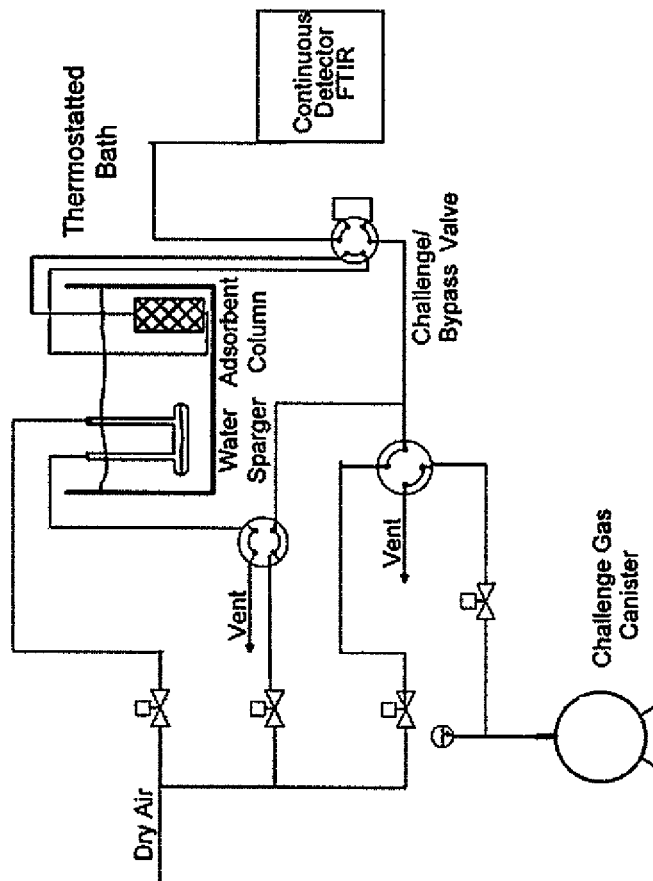 Thermostatted
Bath
Continuous
Detector
FTIR
Water
Sparger
Adsorbent
Column
Challenge/
Bypass Valve
Vent
Vent
Dry Air
Challenge Gas
Canister